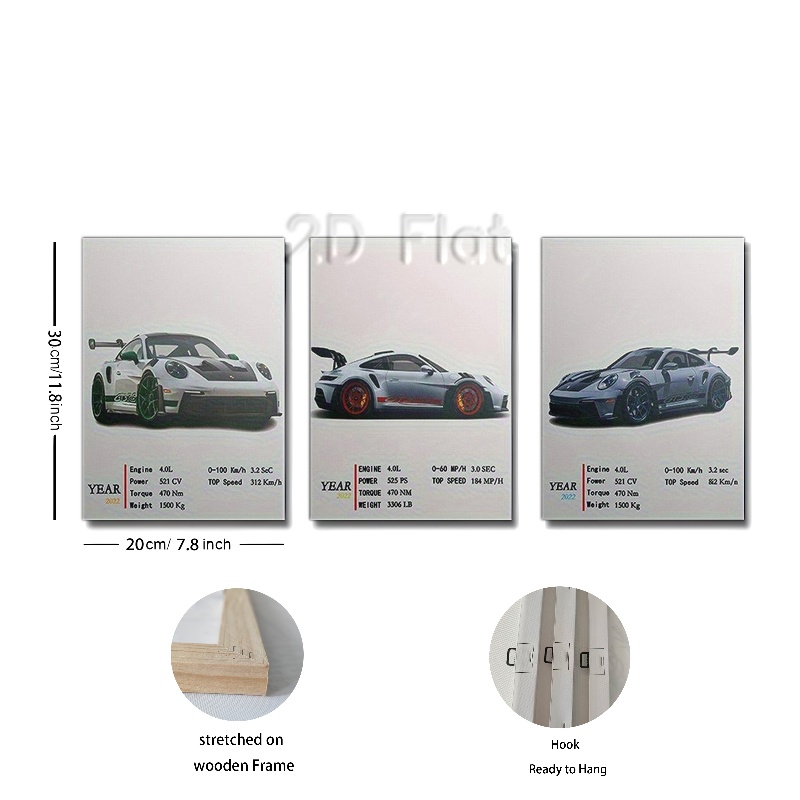 2D Flat
30cm/11.8inch
Engine 4.0L 0-100 Km/h 3.2 SeC
Power 521 CV TOP Speed 312 Km/h
YEAR Torque 470 Nm
2022 Weight 1500 Kg
ENGINE 4.0L 0-60 MP/H 3.0 SEC
POWER 525 PS TOP SPEED 184 MP/H
YEAR TORQUE 470 NM
2022 WEIGHT 3306 LB
Engine 4.0L 0-100 Km/h 3.2 sec
Power 521 CV TOP Speed
YEAR Torque 470 Nm
2022 Weight 1500 Kg
20cm/ 7.8 inch
stretched on
wooden Frame
Hook
Ready to Hang